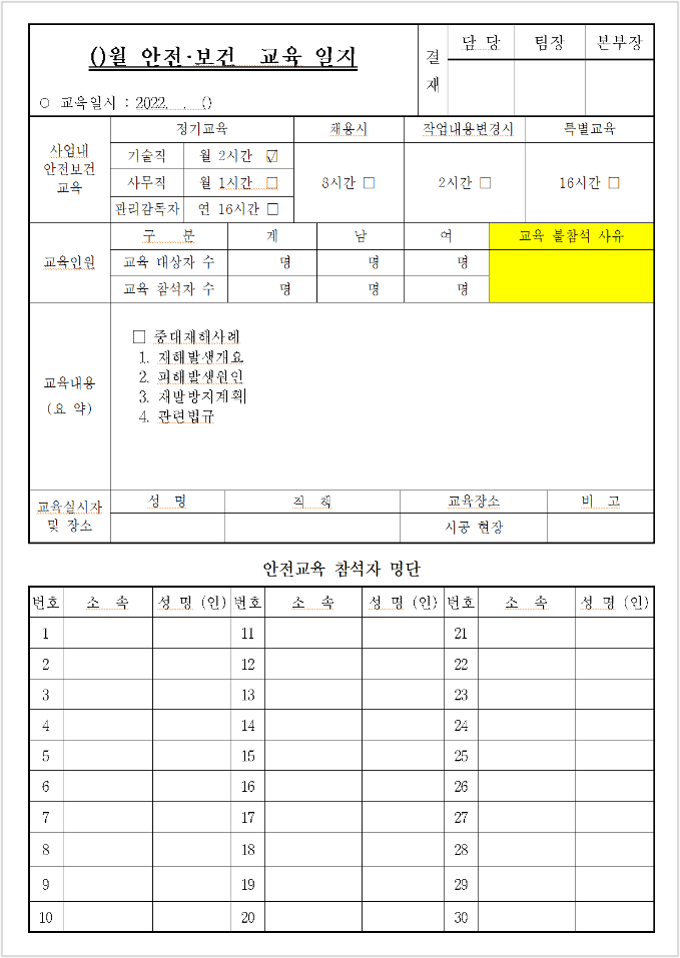 ()월 안전·보건 교육 일지
○ 교육일시 : 2022. . ()
결재
담 당 팀장 본부장
사업내 안전보건 교육
정기교육 채용시 작업내용변경시 특별교육
기술직 월 2시간 ☑
사무직 월 1시간 □
관리감독자 연 16시간 □
8시간 □ 2시간 □ 16시간 □
교육인원
구 분 계 남 여 교육 불참석 사유
교육 대상자 수 명 명 명
교육 참석자 수 명 명 명
교육내용
(요 약)
□ 중대재해사례
1. 재해발생개요
2. 피해발생원인
3. 재발방지계획
4. 관련법규
교육실시자 및 장소
성 명 직 책 교육장소 비 고
시공 현장
안전교육 참석자 명단
번호 소 속 성 명 (인) 번호 소 속 성 명 (인) 번호 소 속 성 명 (인)
1 11 21
2 12 22
3 13 23
4 14 24
5 15 25
6 16 26
7 17 27
8 18 28
9 19 29
10 20 30